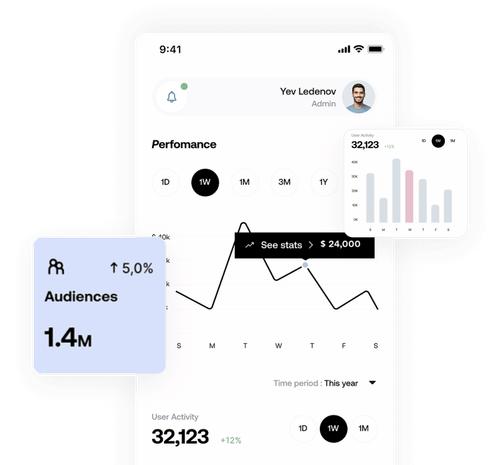 9:41
Yev Ledenov
Admin
Perfomance
1D 1W 1M 3M 1Y
User Activity
32,123 +12%
1D 1W 1M
40K
30K
20K
10K
0K
S M T W T F S
40k
See stats > $ 24,000
k
k
S M T W T F S
↑ 5,0%
Audiences
1.4M
Time period : This year
User Activity
32,123 +12%
1D 1W 1M